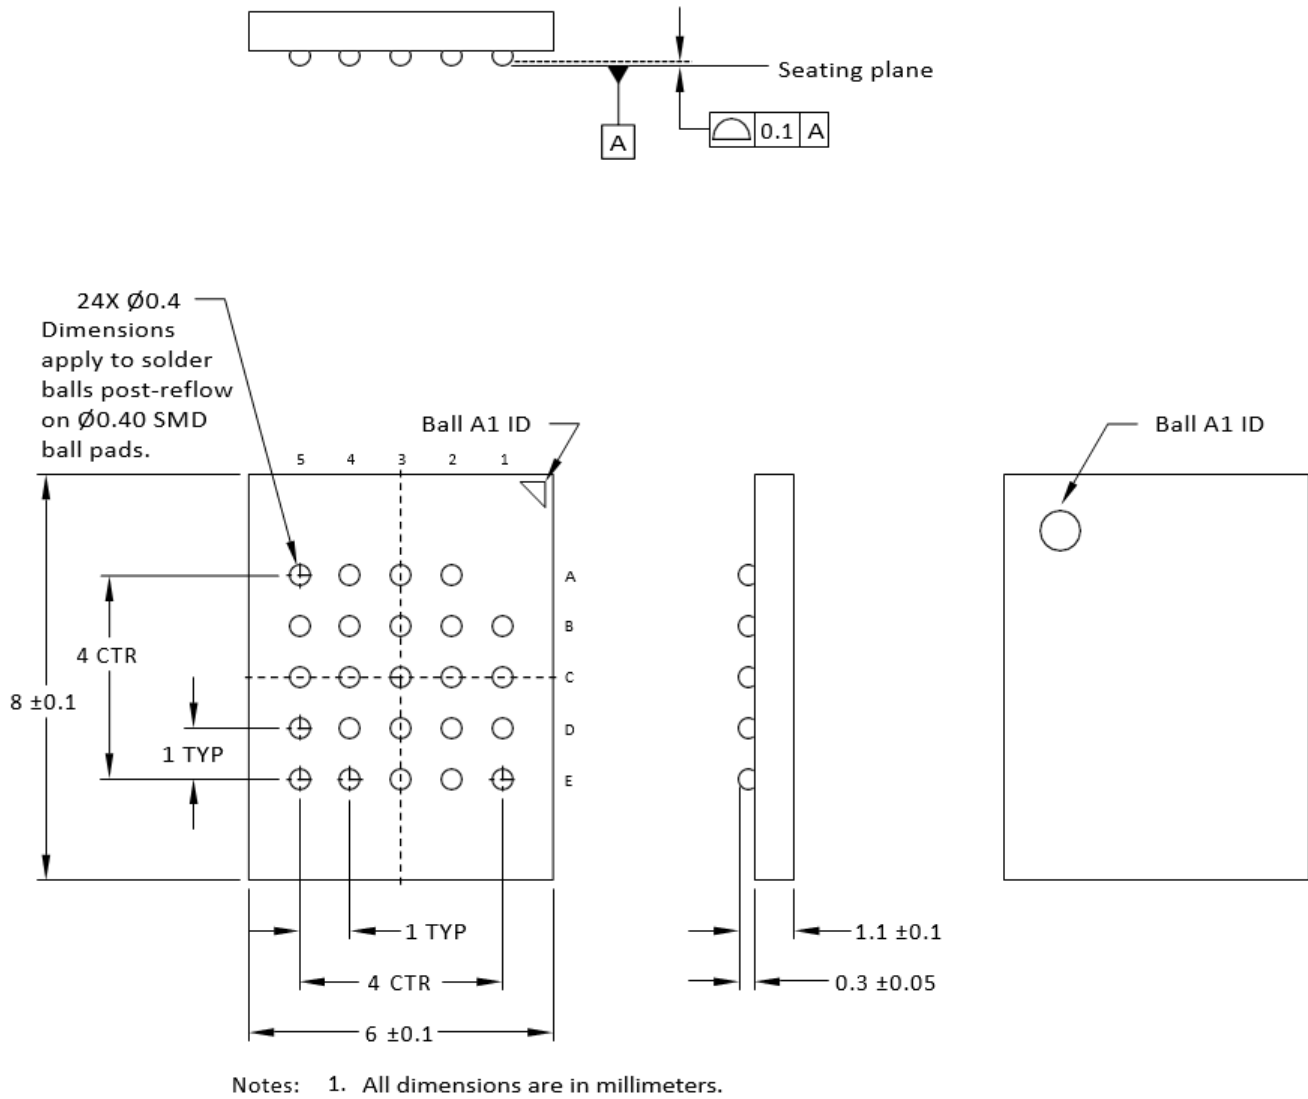 Seating plane
A
0.1 A
24X Ø0.4
Dimensions
apply to solder
balls post-reflow
on Ø0.40 SMD
ball pads.
Ball A1 ID
Ball A1 ID
5 4 3 2 1
A
B
C
D
E
4 CTR
8 ±0.1
1 TYP
1 TYP
4 CTR
6 ±0.1
1.1 ±0.1
0.3 ±0.05
Notes: 1. All dimensions are in millimeters.